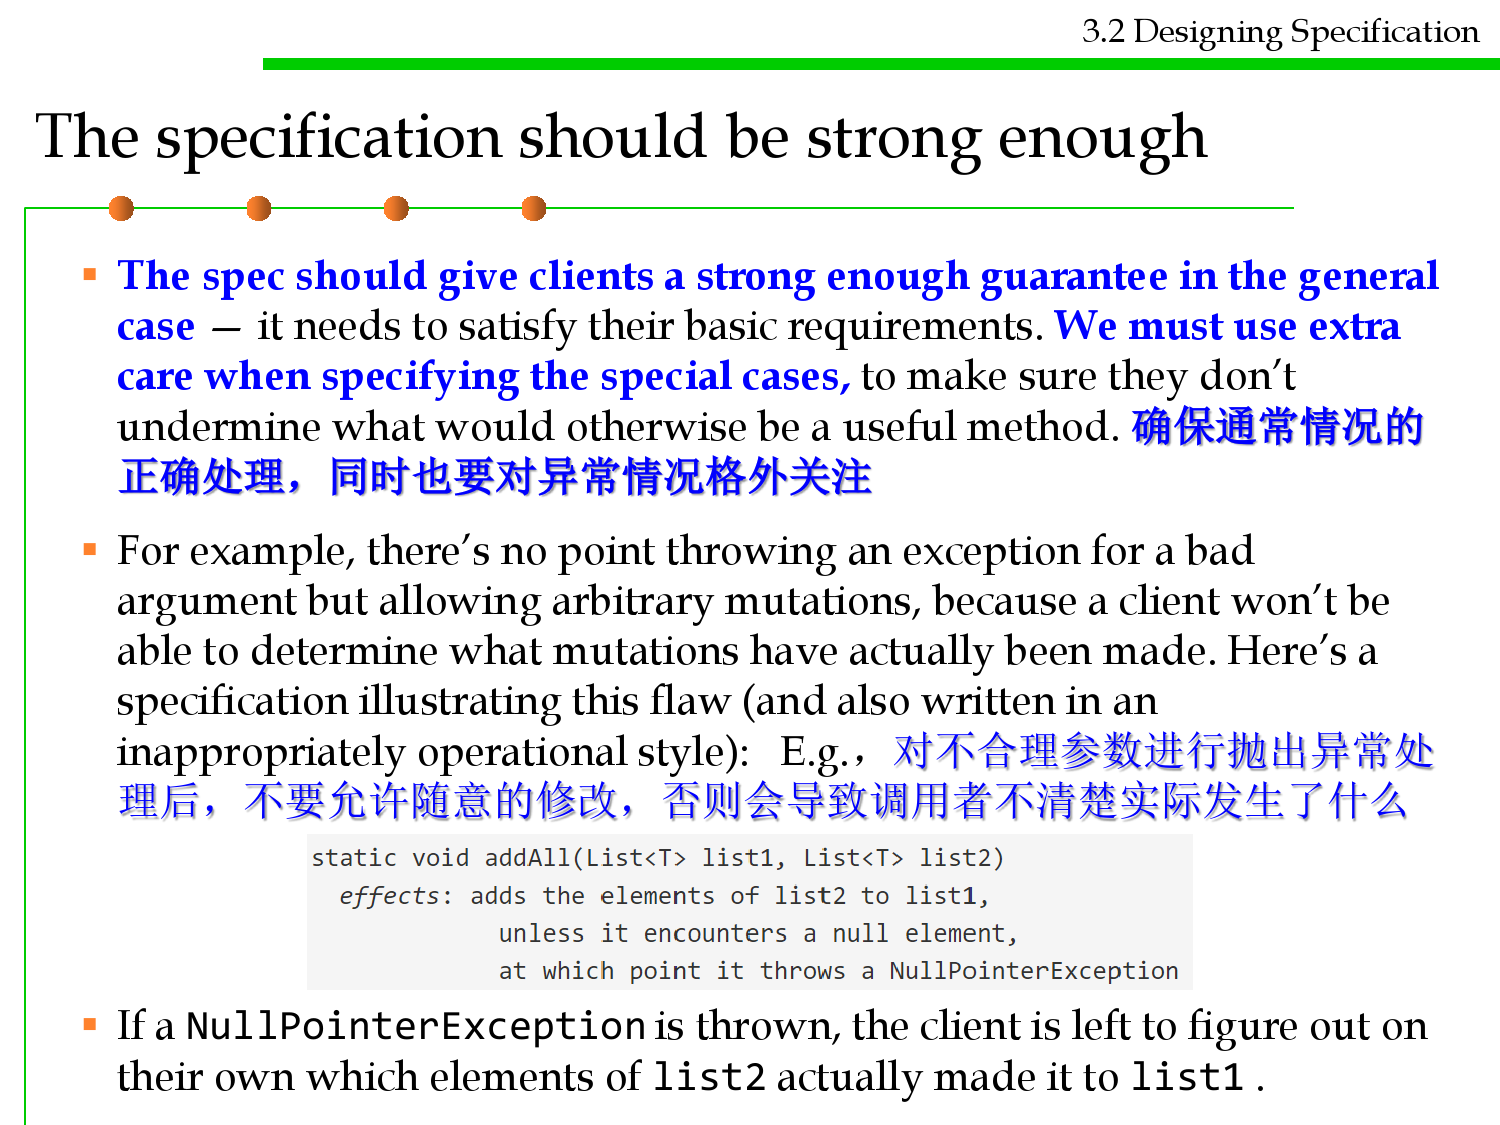 3.2 Designing Specification
The specification should be strong enough
The spec should give clients a strong enough guarantee in the general
case — it needs to satisfy their basic requirements. We must use extra
care when specifying the special cases, to make sure they don’t
undermine what would otherwise be a useful method. 确保通常情况的
正确处理，同时也要对异常情况格外关注
For example, there’s no point throwing an exception for a bad
argument but allowing arbitrary mutations, because a client won’t be
able to determine what mutations have actually been made. Here’s a
specification illustrating this flaw (and also written in an
inappropriately operational style): E.g.，对不合理参数进行抛出异常处
理后，不要允许随意的修改，否则会导致调用者不清楚实际发生了什么
static void addAll(List<T> list1, List<T> list2)
effects: adds the elements of list2 to list1,
unless it encounters a null element,
at which point it throws a NullPointerException
If a NullPointerException is thrown, the client is left to figure out on
their own which elements of list2 actually made it to list1 .